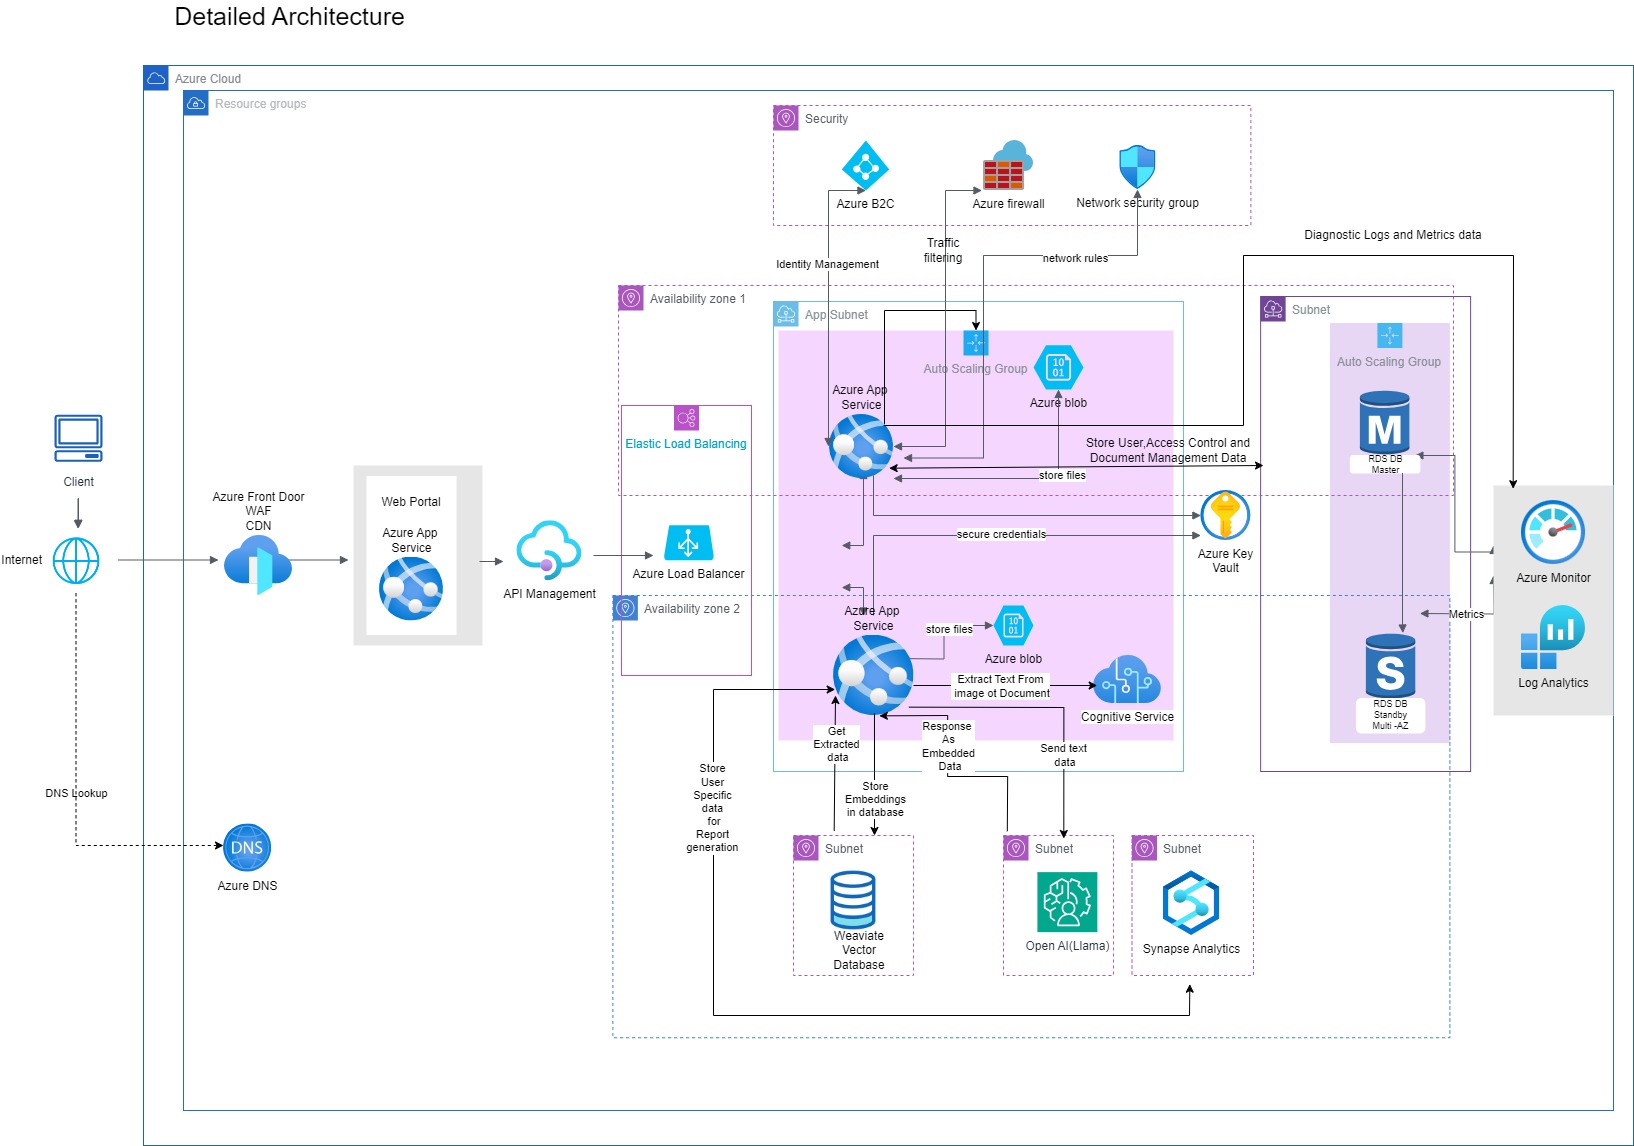 Detailed Architecture
Azure Cloud
Resource groups
Security
Azure B2C
Azure firewall
Network security group
Identity Management
Traffic
filtering
network rules
Diagnostic Logs and Metrics data
Availability zone 1
App Subnet
Subnet
Auto Scaling Group
Azure blob
Azure App
Service
10
01
Auto Scaling Group
M
RDS DB
Master
Elastic Load Balancing
Store User,Access Control and
Document Management Data
store files
Client
Internet
Azure Front Door
WAF
CDN
Web Portal
Azure App
Service
API Management
Azure Load Balancer
secure credentials
Azure Key
Vault
Azure Monitor
Availability zone 2
Azure App
Service
store files
10
01
Azure blob
Extract Text From
image of Document
Cognitive Service
Metrics
S
RDS DB
Standby
Multi -AZ
Log Analytics
Get
Extracted
data
Response
As
Embedded
Data
Send text
data
Store
Embeddings
in database
Store
User
Specific
data
for
Report
generation
DNS Lookup
DNS
Azure DNS
Subnet
Weaviate
Vector
Database
Subnet
Open AI(Llama)
Subnet
Synapse Analytics